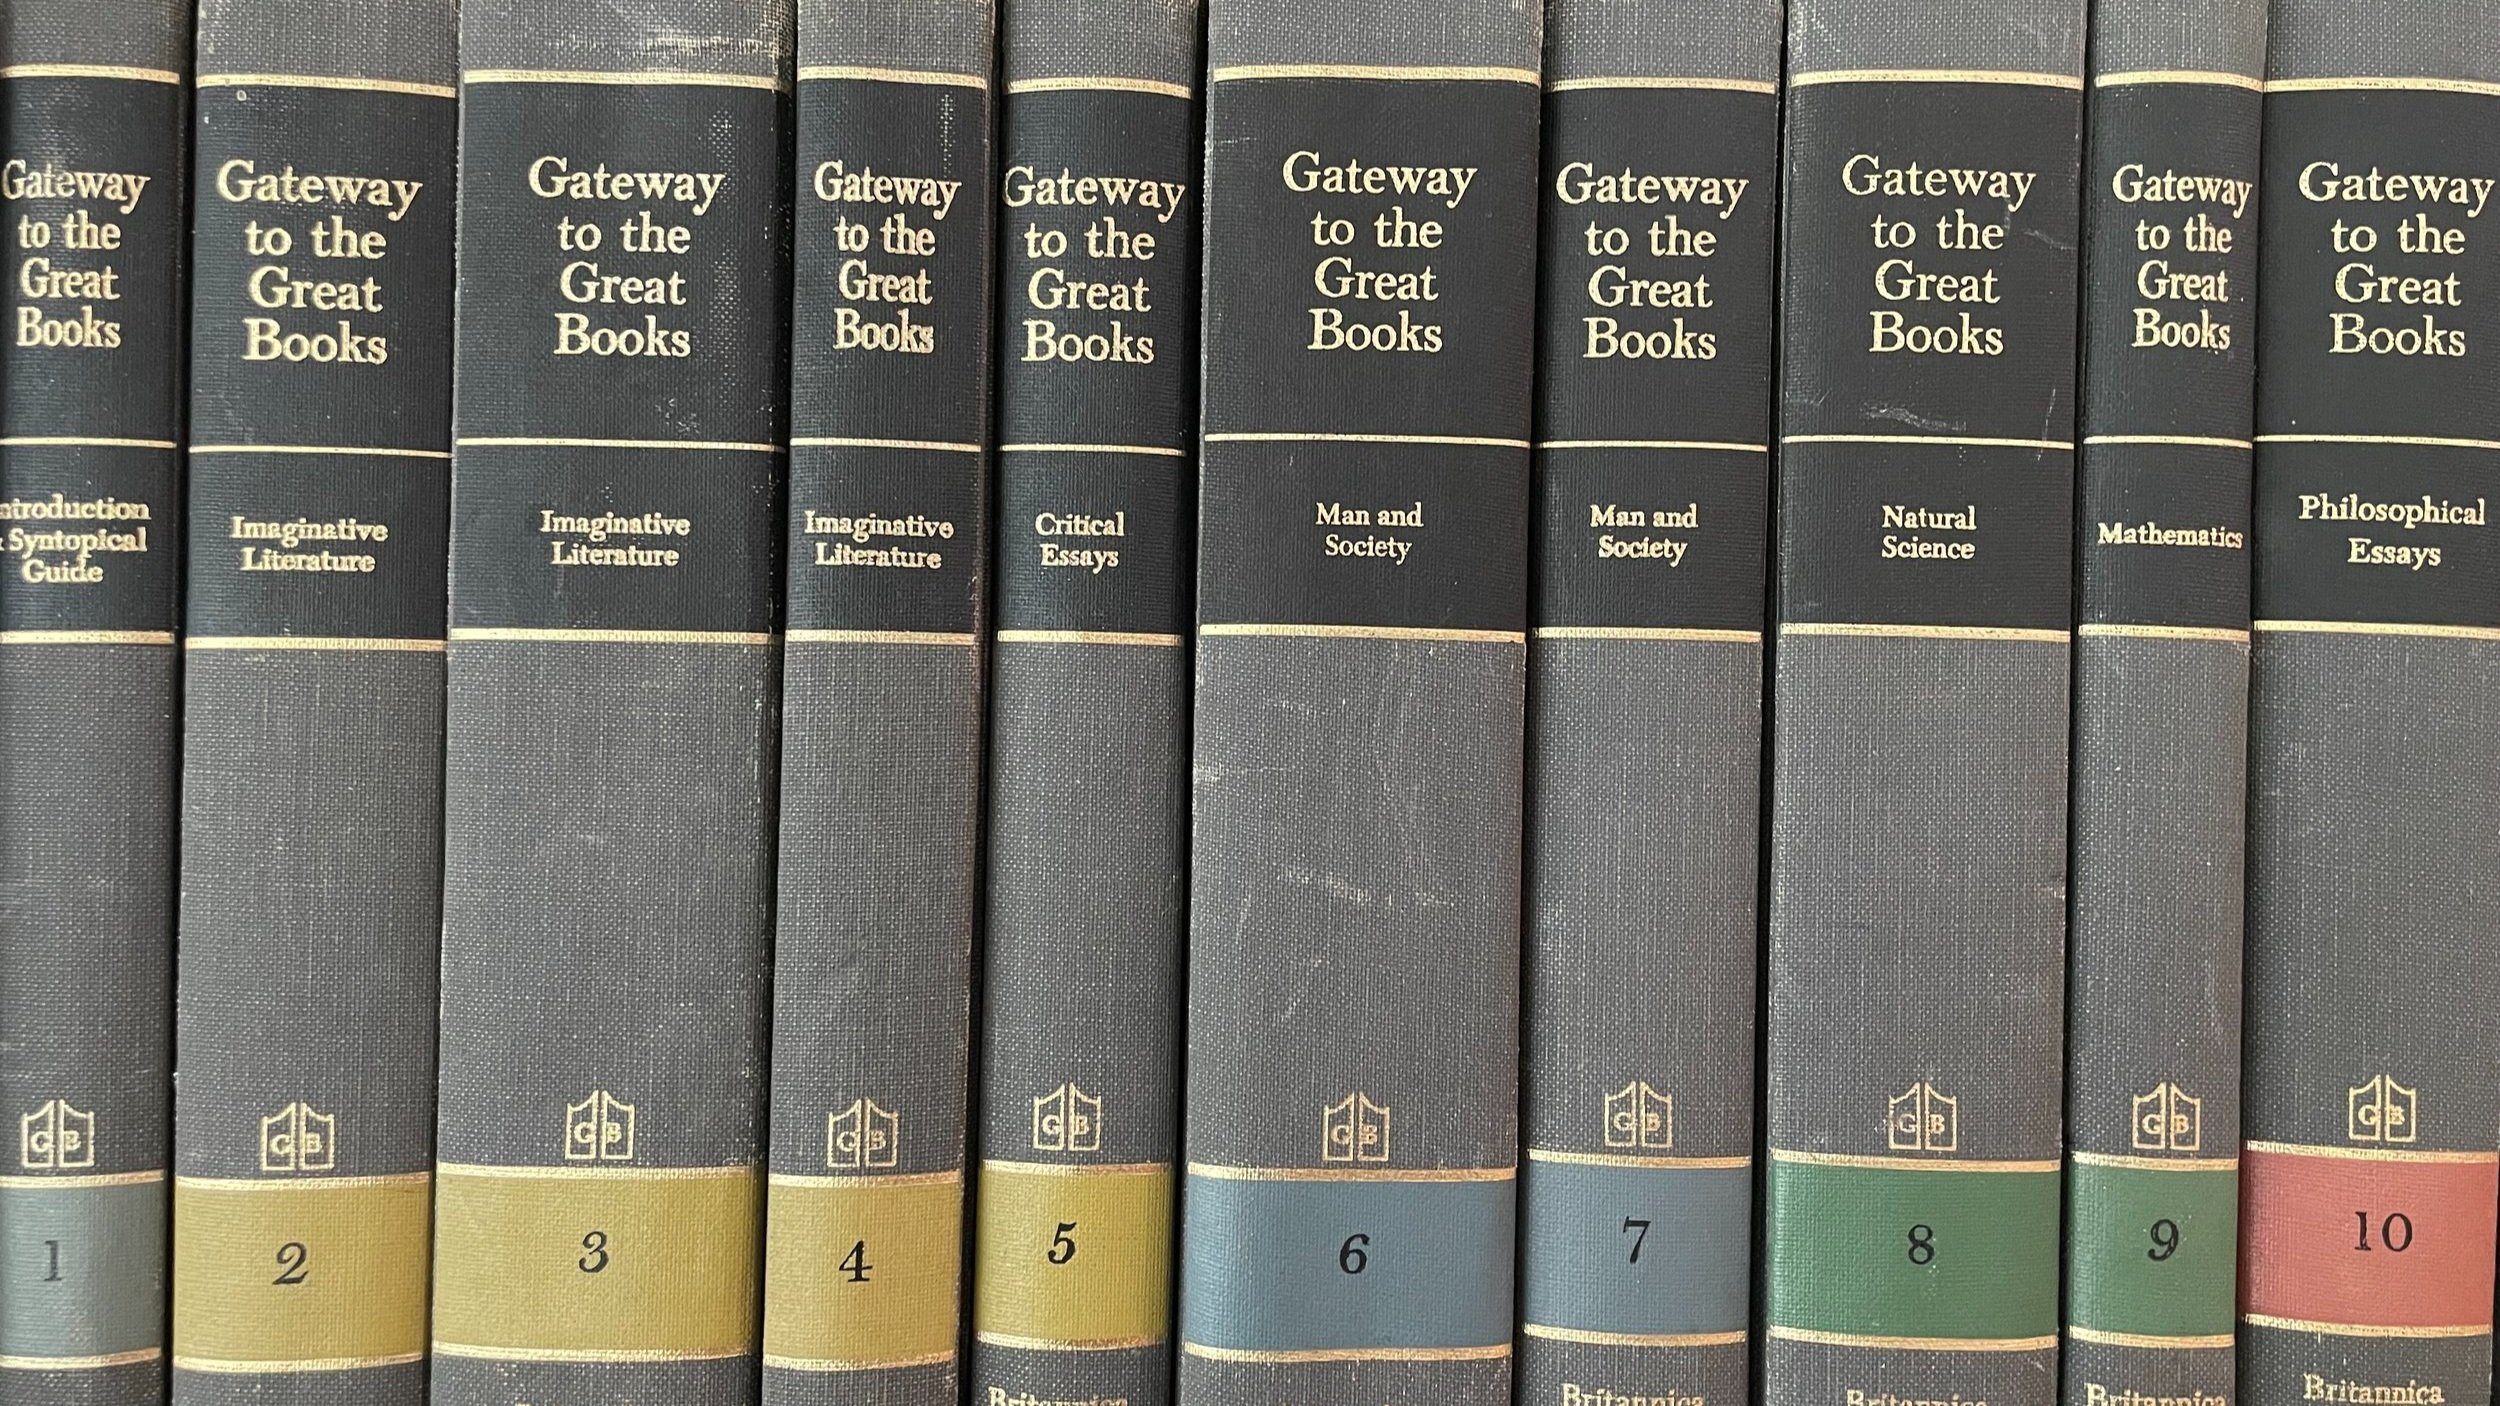 Gateway
to the
Great
Books
Syntopical
Guide
1
Gateway
to the
Great
Books
Imaginative
Literature
GB
2
Gateway
to the
Great
Books
Imaginative
Literature
GB
3
Gateway
to the
Great
Books
Imaginative
Literature
GB
4
Gateway
to the
Great
Books
Critical
Essays
GB
5
Britannica
Gateway
to the
Great
Books
Man and
Society
GB
6
Gateway
to the
Great
Books
Man and
Society
GB
7
Britannica
Gateway
to the
Great
Books
Natural
Science
GB
8
Britannica
Gateway
to the
Great
Books
Mathematics
GB
9
Britannica
Gateway
to the
Great
Books
Philosophical
Essays
GB
10
Britannica